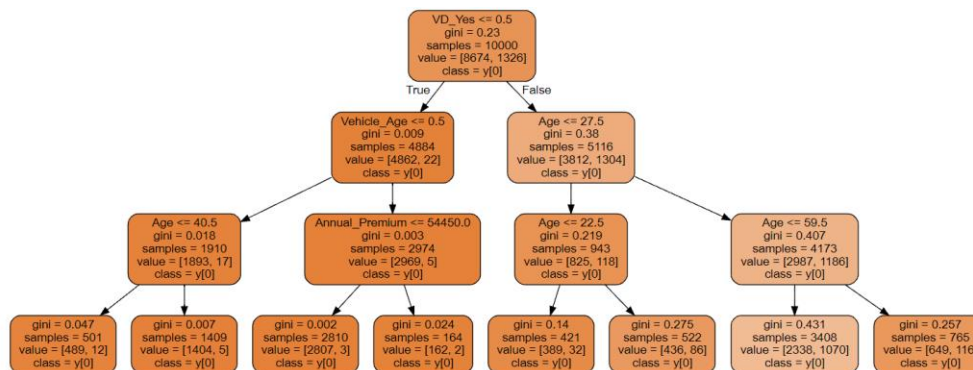 VD_Yes <= 0.5
gini = 0.23
samples = 10000
value = [8674, 1326]
class = y[0]
True
False
Vehicle_Age <= 0.5
gini = 0.009
samples = 4884
value = [4862, 22]
class = y[0]
Age <= 27.5
gini = 0.38
samples = 5116
value = [3812, 1304]
class = y[0]
Age <= 40.5
gini = 0.018
samples = 1910
value = [1893, 17]
class = y[0]
Annual_Premium <= 54450.0
gini = 0.003
samples = 2974
value = [2969, 5]
class = y[0]
Age <= 22.5
gini = 0.219
samples = 943
value = [825, 118]
class = y[0]
Age <= 59.5
gini = 0.407
samples = 4173
value = [2987, 1186]
class = y[0]
gini = 0.047
samples = 501
value = [489, 12]
class = y[0]
gini = 0.007
samples = 1409
value = [1404, 5]
class = y[0]
gini = 0.002
samples = 2810
value = [2807, 3]
class = y[0]
gini = 0.024
samples = 164
value = [162, 2]
class = y[0]
gini = 0.14
samples = 421
value = [389, 32]
class = y[0]
gini = 0.275
samples = 522
value = [436, 86]
class = y[0]
gini = 0.431
samples = 3408
value = [2338, 1070]
class = y[0]
gini = 0.257
samples = 765
value = [649, 116
class = y[0]